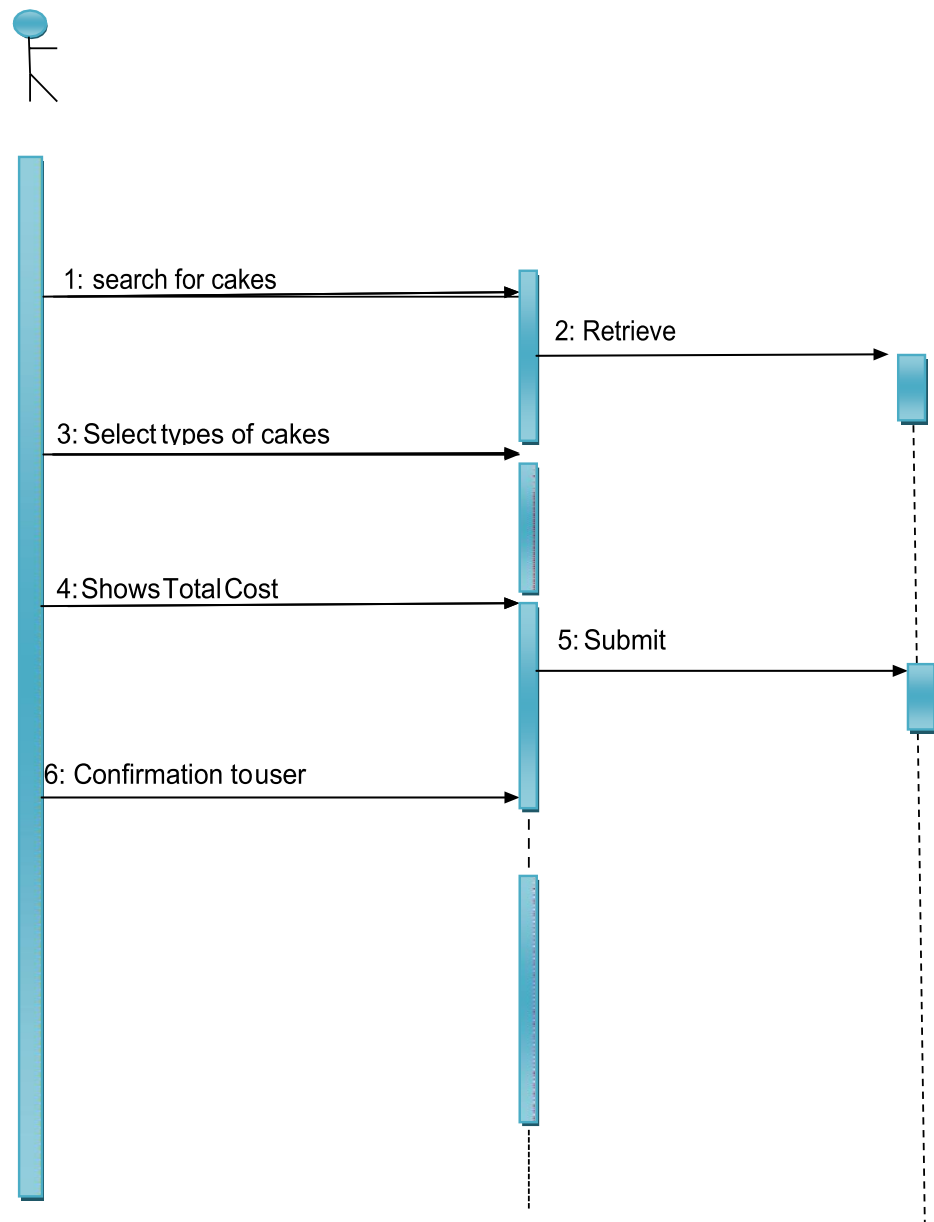 1: search for cakes
2: Retrieve
3: Select types of cakes
4: Shows Total Cost
5: Submit
6: Confirmation to user